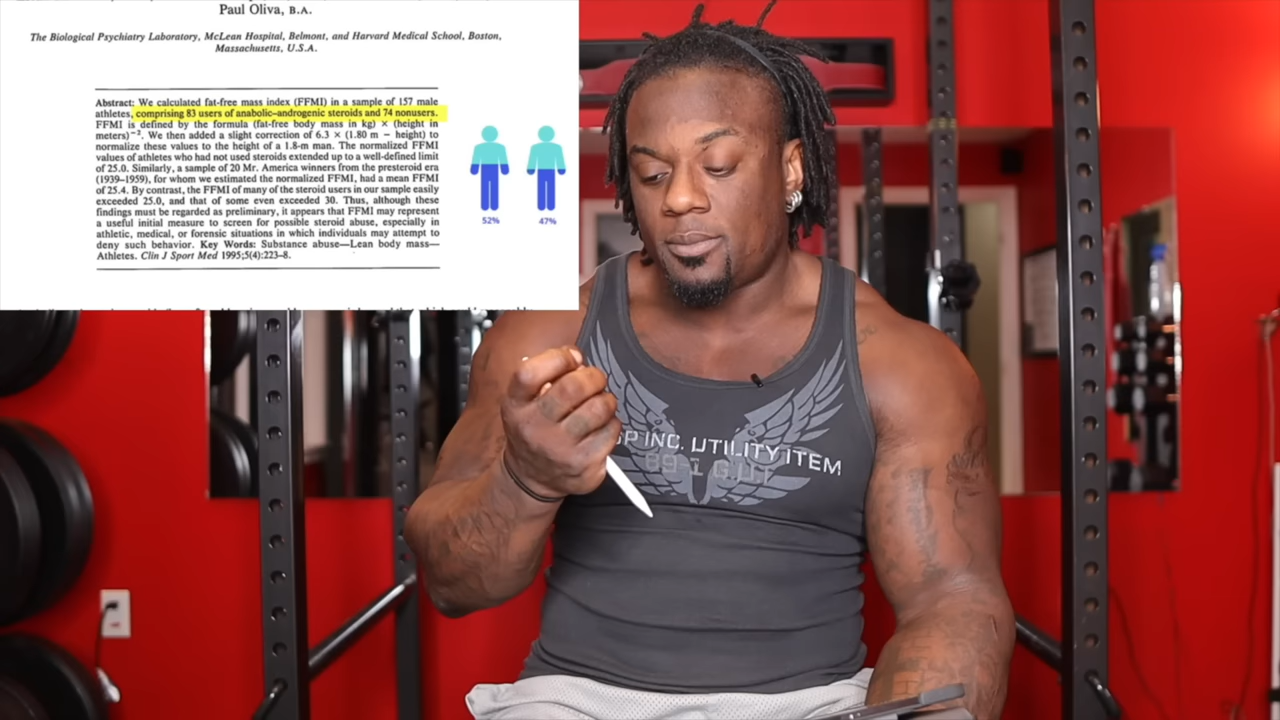 Paul Oliva, B.A.
The Biological Psychiatry Laboratory, McLean Hospital, Belmont, and Harvard Medical School, Boston,
Massachusetts, U.S.A.
Abstract: We calculated fat-free mass index (FFMI) in a sample of 157 male
athletes, comprising 83 users of anabolic–androgenic steroids and 74 nonusers.
FFMI is defined by the formula (fat-free body mass in kg) × (height in
meters)⁻². We then added a slight correction of 6.3 × (1.80 m − height) to
normalize these values to the height of a 1.8-m man. The normalized FFMI
values of athletes who had not used steroids extended up to a well-defined limit
of 25.0. Similarly, a sample of 20 Mr. America winners from the presteroid era
(1939–1959), for whom we estimated the normalized FFMI, had a mean FFMI
of 25.4. By contrast, the FFMI of many of the steroid users in our sample easily
exceeded 25.0, and that of some even exceeded 30. Thus, although these
findings must be regarded as preliminary, it appears that FFMI may represent
a useful initial measure to screen for possible steroid abuse, especially in
athletic, medical, or forensic situations in which individuals may attempt to
deny such behavior. Key Words: Substance abuse—Lean body mass—
Athletes. Clin J Sport Med 1995;5(4):223–8.
52%
47%
INC. UTILITY ITEM